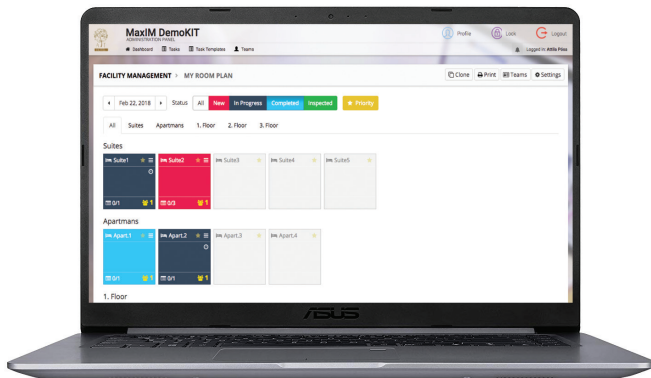 MaxIM DemoKIT
ADMINISTRATION PANEL
Profile Lock Logout
Dashboard Tasks Task Templates Teams
Logged in: Attila Price
FACILITY MANAGEMENT > MY ROOM PLAN
Clone Print Teams Settings
Feb 22, 2018 Status All New In Progress Completed Inspected Priority
All Suites Apartmans 1. Floor 2. Floor 3. Floor
Suites
Suite1 Suite2 Suite3 Suite4 Suite5
0/1 1 0/3 1
Apartmans
Apart.1 Apart.2 Apart.3 Apart.4
0/1 1 0/1 1
1. Floor
ASUS